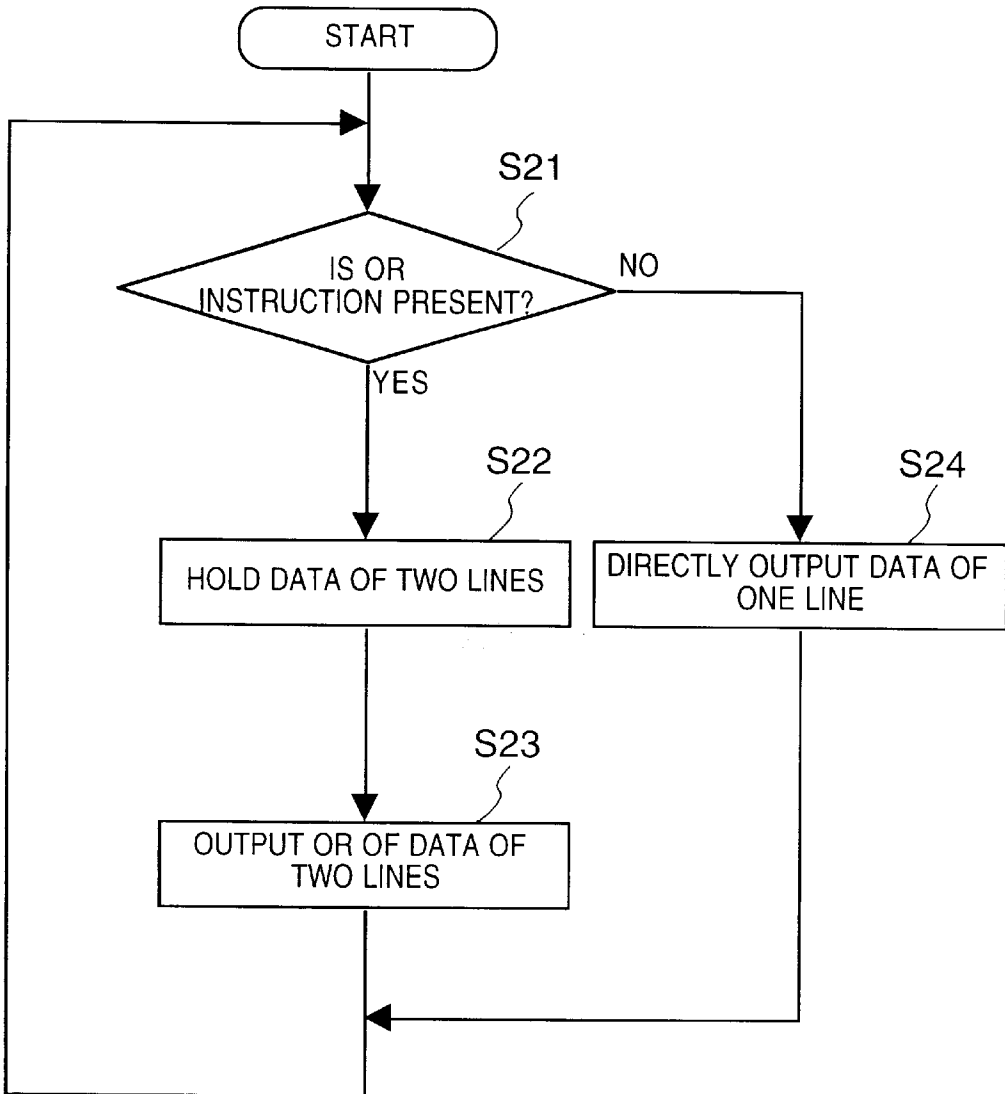 START
S21
IS OR
INSTRUCTION PRESENT?
NO
YES
S22
HOLD DATA OF TWO LINES
S24
DIRECTLY OUTPUT DATA OF
ONE LINE
S23
OUTPUT OR OF DATA OF
TWO LINES